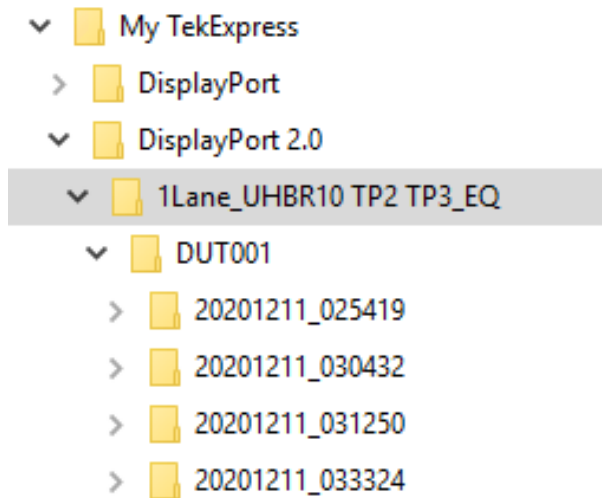 My TekExpress
DisplayPort
DisplayPort 2.0
1Lane_UHBR10 TP2 TP3_EQ
DUT001
20201211_025419
20201211_030432
20201211_031250
20201211_033324